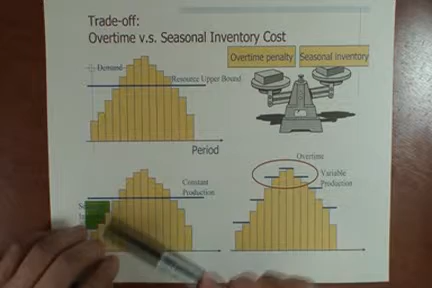 Trade-off:
Overtime v.s. Seasonal Inventory Cost
Overtime penalty
Seasonal inventory
Demand
Resource Upper Bound
Period
Constant
Production
Overtime
Variable
Production